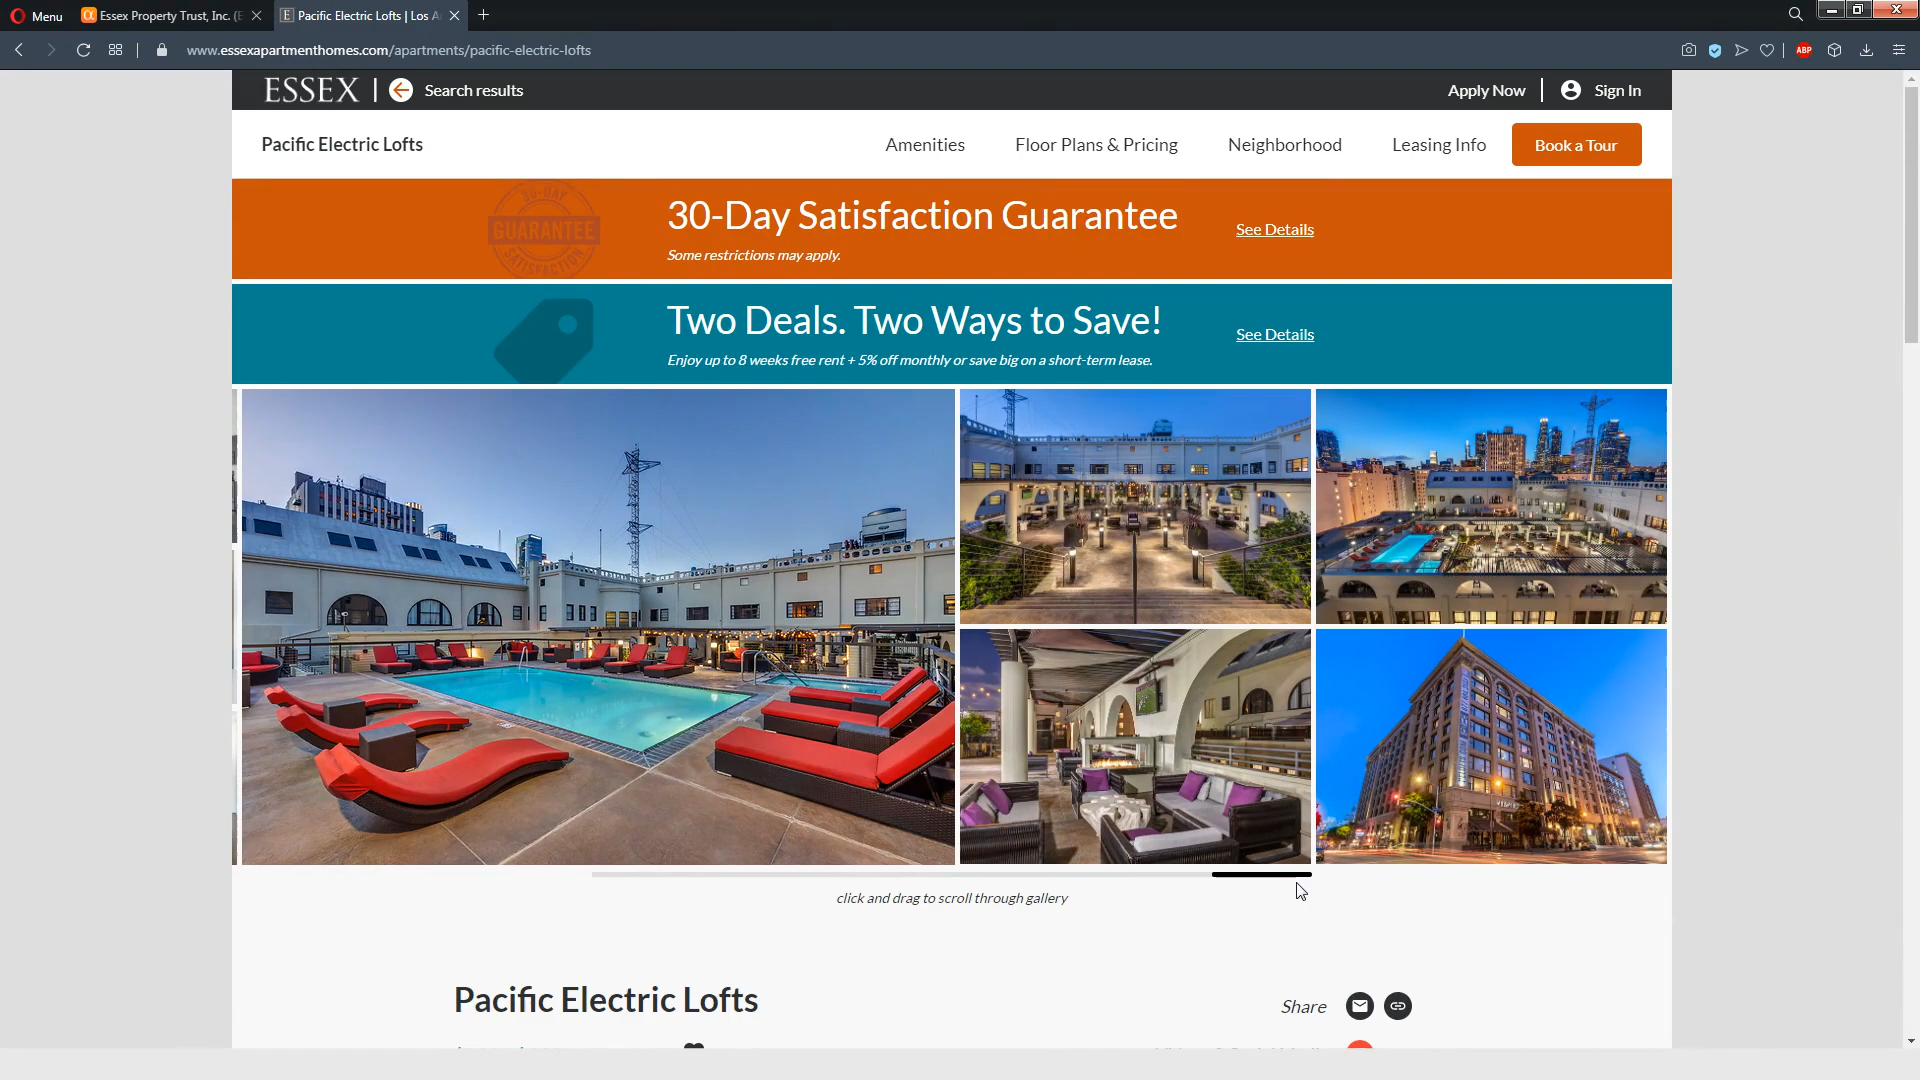 Menu
Essex Property Trust, Inc. (E
Pacific Electric Lofts | Los A
www.essexapartmenthomes.com/apartments/pacific-electric-lofts
ABP
ESSEX
Search results
Apply Now
Sign In
Pacific Electric Lofts
Amenities
Floor Plans & Pricing
Neighborhood
Leasing Info
Book a Tour
30-DAY
GUARANTEE
SATISFACTION
30-Day Satisfaction Guarantee
Some restrictions may apply.
See Details
Two Deals. Two Ways to Save!
Enjoy up to 8 weeks free rent + 5% off monthly or save big on a short-term lease.
See Details
click and drag to scroll through gallery
Pacific Electric Lofts
Share